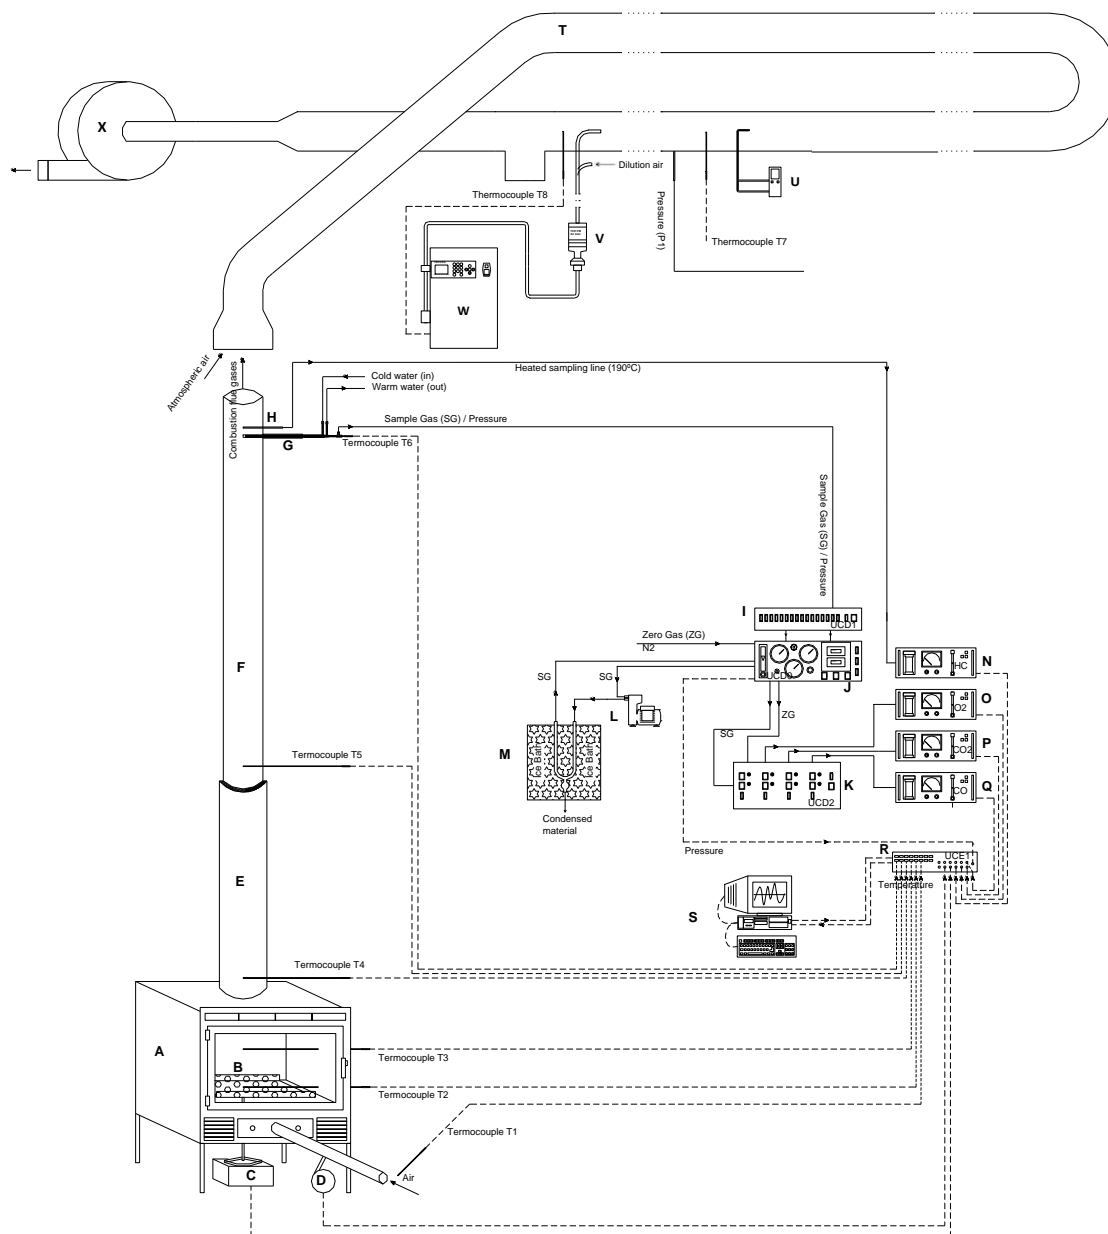 T
X
Dilution air
Thermocouple T8
U
V
Pressure (P1)
Thermocouple T7
W
Atmospheric air
Combustion flue gases
Heated sampling line (190ºC)
Cold water (in)
Warm water (out)
H
Sample Gas (SG) / Pressure
G
Termocouple T6
Sample Gas (SG) / Pressure
I
UCD1
Zero Gas (ZG)
N2
F
SG
SG
UCD0
J
N
HC
O
O2
L
ZG
SG
P
CO2
M
Ice Bath
Ice Bath
Termocouple T5
K
UCD2
Q
CO
Condensed
material
Pressure
R
UCE1
Temperature
E
S
Termocouple T4
A
Termocouple T3
B
Termocouple T2
Termocouple T1
C
D
Air